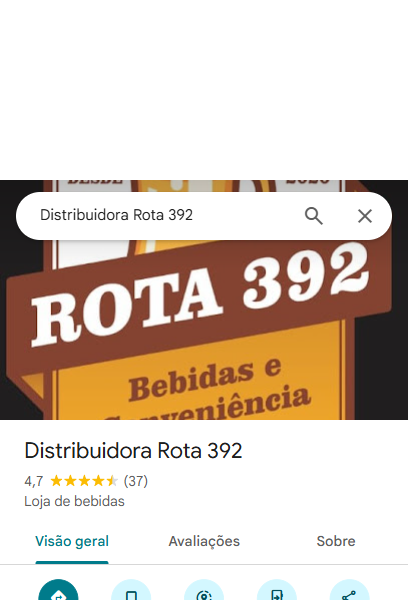 DESDE 2020
Distribuidora Rota 392
ROTA 392
Bebidas e
Conveniência
Distribuidora Rota 392
4,7 (37)
Loja de bebidas
Visão geral Avaliações Sobre